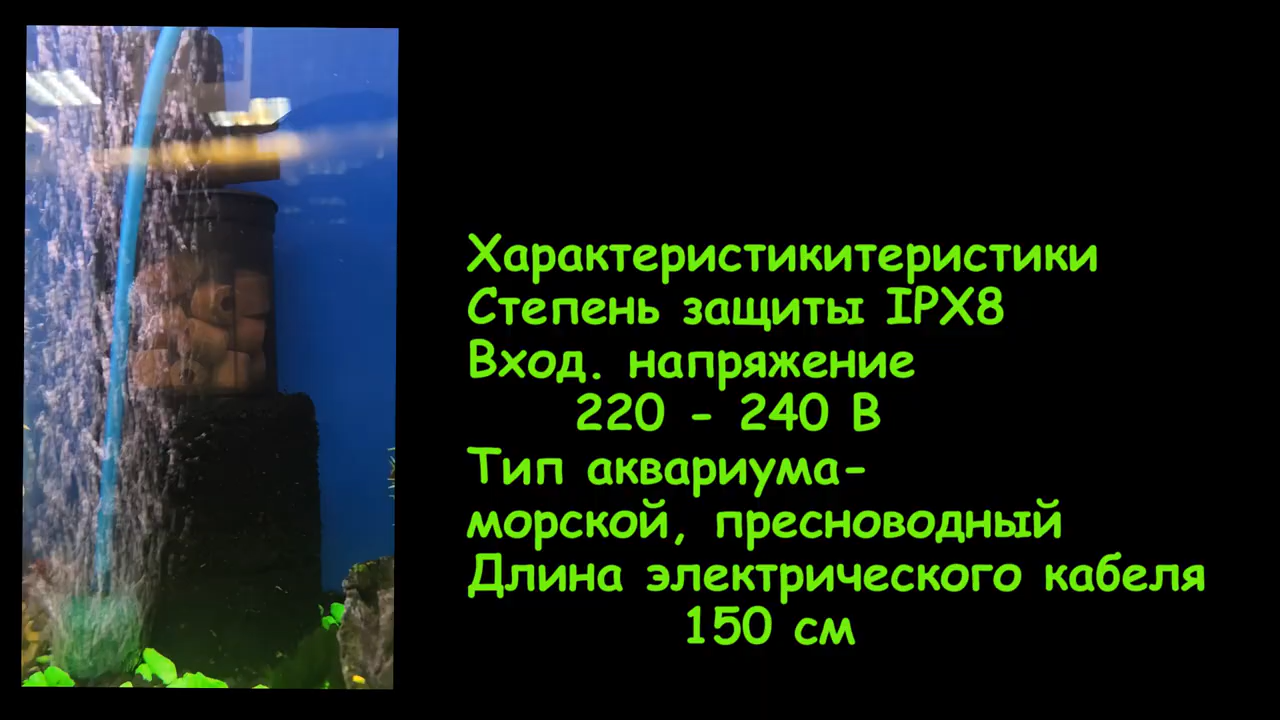 Характеристикитеристики
Степень защиты IPX8
Вход. напряжение
220 - 240 В
Тип аквариума-
морской, пресноводный
Длина электрического кабеля
150 см